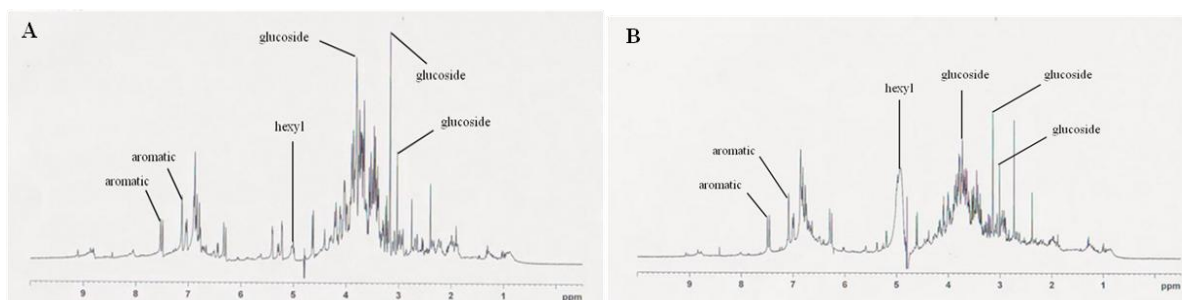 A
glucoside
glucoside
glucoside
hexyl
aromatic
aromatic
9 8 7 6 5 4 3 2 1 ppm
B
glucoside
glucoside
hexyl
glucoside
aromatic
aromatic
9 8 7 6 5 4 3 2 1 ppm